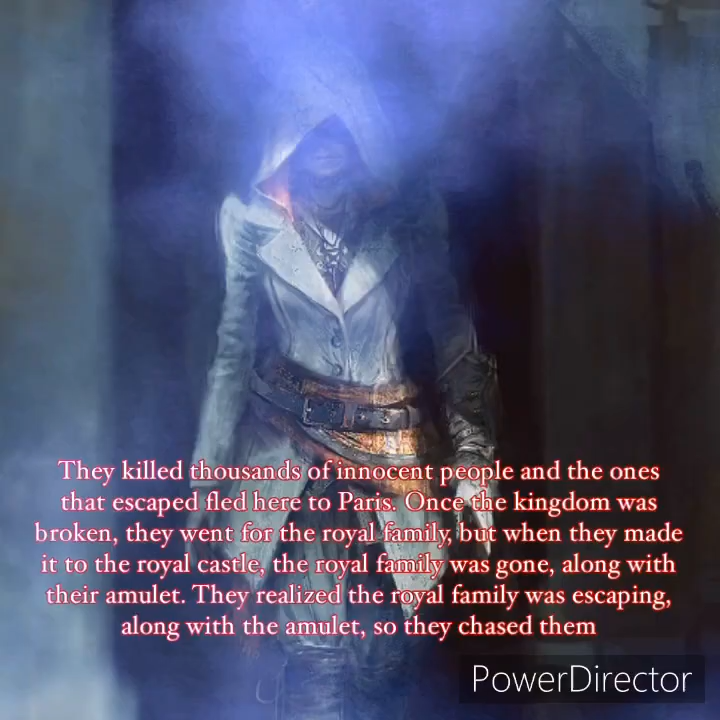 They killed thousands of innocent people and the ones
that escaped fled here to Paris. Once the kingdom was
broken, they went for the royal family, but when they made
it to the royal castle, the royal family was gone, along with
their amulet. They realized the royal family was escaping,
along with the amulet, so they chased them
PowerDirector